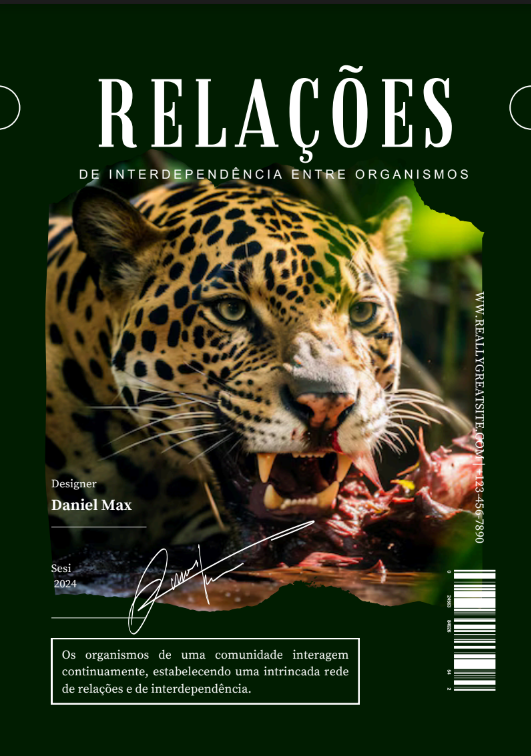 RELAÇÕES
DE INTERDEPENDÊNCIA ENTRE ORGANISMOS
WW.REALLYGREATSITE.COM | +123-456-7890
Designer
Daniel Max
Sesi
2024
Os organismos de uma comunidade interagem
continuamente, estabelecendo uma intrincada rede
de relações e de interdependência.